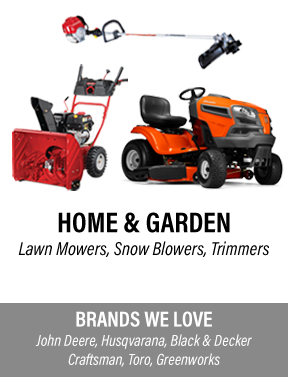 HOME & GARDEN
Lawn Mowers, Snow Blowers, Trimmers
BRANDS WE LOVE
John Deere, Husqvarana, Black & Decker
Craftsman, Toro, Greenworks